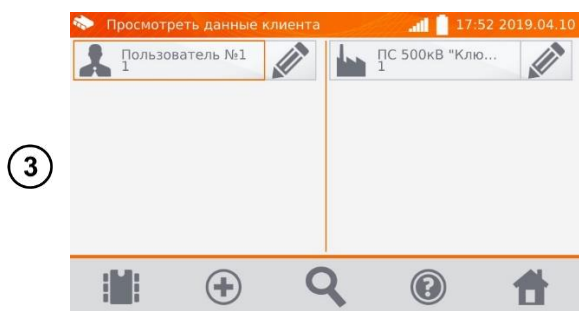 Просмотреть данные клиента
17:52 2019.04.10
Пользователь №1
1
ПС 500кВ "Клю...
1
3